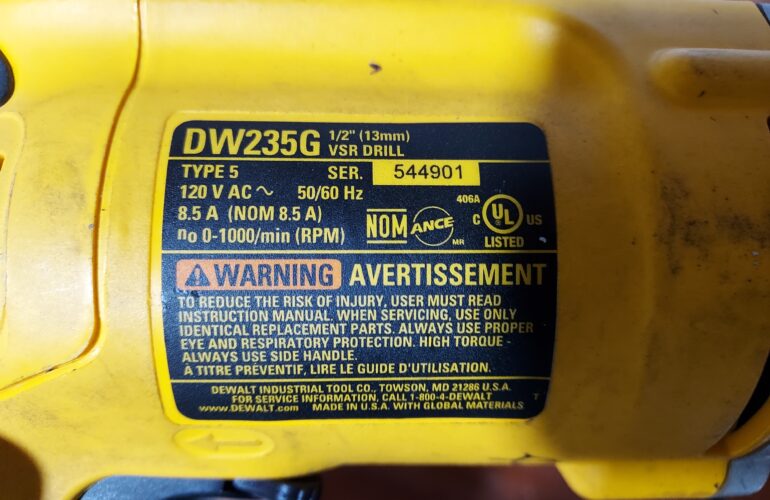 DW235G 1/2" (13mm)
VSR DRILL
TYPE 5 SER. 544901
120 V AC ~ 50/60 Hz
8.5 A (NOM 8.5 A)
no 0-1000/min (RPM)
NOM ANCE MR
406A
C UL US
LISTED
WARNING AVERTISSEMENT
TO REDUCE THE RISK OF INJURY, USER MUST READ
INSTRUCTION MANUAL. WHEN SERVICING, USE ONLY
IDENTICAL REPLACEMENT PARTS. ALWAYS USE PROPER
EYE AND RESPIRATORY PROTECTION. HIGH TORQUE -
ALWAYS USE SIDE HANDLE.
À TITRE PRÉVENTIF, LIRE LE GUIDE D'UTILISATION.
DEWALT INDUSTRIAL TOOL CO., TOWSON, MD 21286 U.S.A.
FOR SERVICE INFORMATION, CALL 1-800-4-DEWALT T
www.DEWALT.com MADE IN U.S.A. WITH GLOBAL MATERIALS